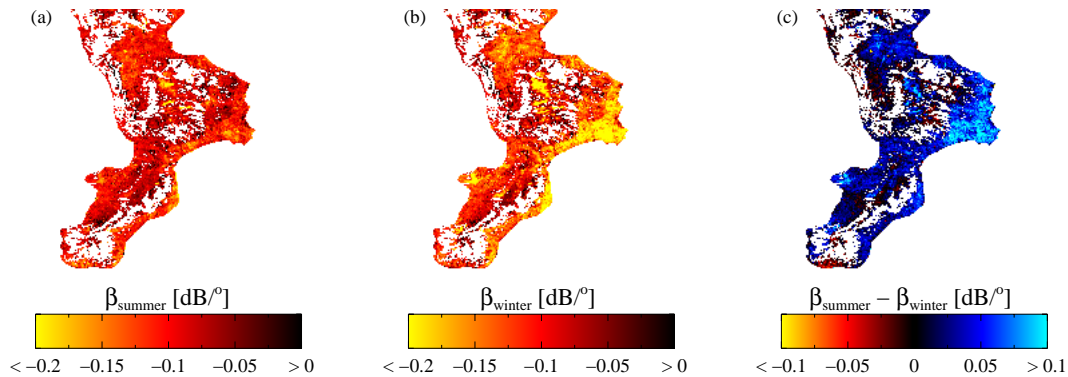 (a) (b) (c)
βsummer [dB/°] βwinter [dB/°] βsummer − βwinter [dB/°]
< −0.2 −0.15 −0.1 −0.05 > 0 < −0.2 −0.15 −0.1 −0.05 > 0 < −0.1 −0.05 0 0.05 > 0.1